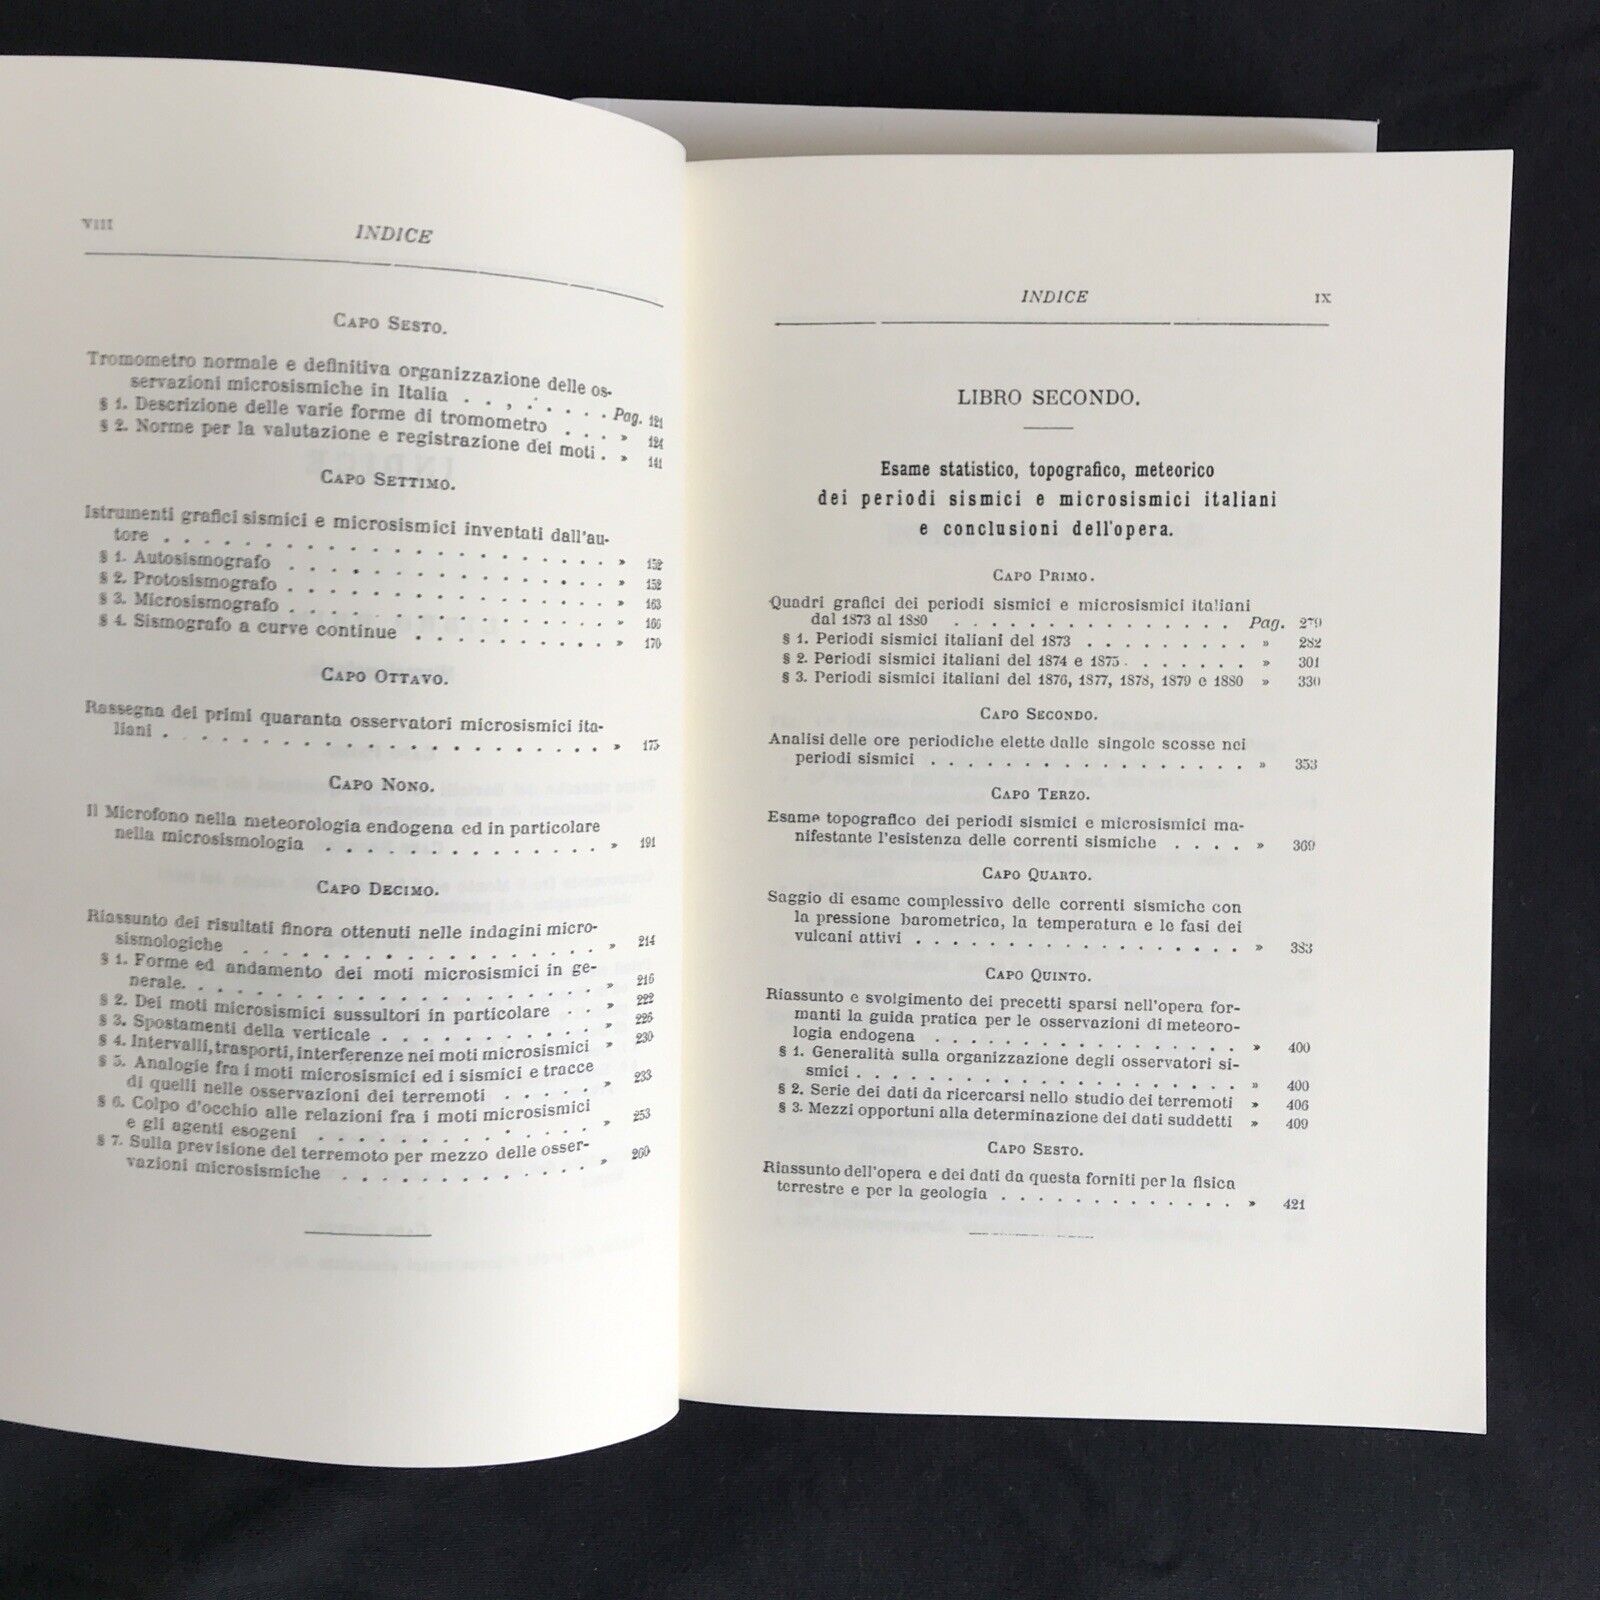 VIII
INDICE
CAPO SESTO.
Tromometro normale e definitiva organizzazione delle os-
servazioni microsismiche in Italia . . , . . . . . Pag. 121
§ 1. Descrizione delle varie forme di tromometro . . . » 124
§ 2. Norme per la valutazione e registrazione dei moti . » 141
CAPO SETTIMO.
Istrumenti grafici sismici e microsismici inventati dall'au-
tore . . . . . . . . . . . . . . . . . . . . » 152
§ 1. Autosismografo . . . . . . . . . . . . . . » 152
§ 2. Protosismografo . . . . . . . . . . . . . . » 163
§ 3. Microsismografo . . . . . . . . . . . . . . » 166
§ 4. Sismografo a curve continue . . . . . . . . . » 170
CAPO OTTAVO.
Rassegna dei primi quaranta osservatori microsismici ita-
liani . . . . . . . . . . . . . . . . . . . . » 175
CAPO NONO.
Il Microfono nella meteorologia endogena ed in particolare
nella microsismologia . . . . . . . . . . . . . » 191
CAPO DECIMO.
Riassunto dei risultati finora ottenuti nelle indagini micro-
sismologiche . . . . . . . . . . . . . . . . . » 214
§ 1. Forme ed andamento dei moti microsismici in ge-
nerale. . . . . . . . . . . . . . . . . . . . » 216
§ 2. Dei moti microsismici sussultori in particolare . . » 222
§ 3. Spostamenti della verticale . . . . . . . . . . » 226
§ 4. Intervalli, trasporti, interferenze nei moti microsismici » 230
§ 5. Analogie fra i moti microsismici ed i sismici e tracce
di quelli nelle osservazioni dei terremoti . . . . . » 233
§ 6. Colpo d'occhio alle relazioni fra i moti microsismici
e gli agenti esogeni . . . . . . . . . . . . . » 253
§ 7. Sulla previsione del terremoto per mezzo delle osser-
vazioni microsismiche . . . . . . . . . . . . » 260
INDICE
IX
LIBRO SECONDO.
Esame statistico, topografico, meteorico
dei periodi sismici e microsismici italiani
e conclusioni dell'opera.
CAPO PRIMO.
Quadri grafici dei periodi sismici e microsismici italiani
dal 1873 al 1880 . . . . . . . . . . . . . . . Pag. 279
§ 1. Periodi sismici italiani del 1873 . . . . . . . . . » 282
§ 2. Periodi sismici italiani del 1874 e 1875 . . . . . . » 301
§ 3. Periodi sismici italiani del 1876, 1877, 1878, 1879 e 1880 » 330
CAPO SECONDO.
Analisi delle ore periodiche elette dalle singole scosse nei
periodi sismici . . . . . . . . . . . . . . . . . » 353
CAPO TERZO.
Esame topografico dei periodi sismici e microsismici ma-
nifestante l'esistenza delle correnti sismiche . . . . » 369
CAPO QUARTO.
Saggio di esame complessivo delle correnti sismiche con
la pressione barometrica, la temperatura e le fasi dei
vulcani attivi . . . . . . . . . . . . . . . . . . » 383
CAPO QUINTO.
Riassunto e svolgimento dei precetti sparsi nell'opera for-
manti la guida pratica per le osservazioni di meteoro-
logia endogena . . . . . . . . . . . . . . . . . » 400
§ 1. Generalità sulla organizzazione degli osservatori si-
smici . . . . . . . . . . . . . . . . . . . . . . » 400
§ 2. Serie dei dati da ricercarsi nello studio dei terremoti » 406
§ 3. Mezzi opportuni alla determinazione dei dati suddetti » 409
CAPO SESTO.
Riassunto dell'opera e dei dati da questa forniti per la fisica
terrestre e per la geologia . . . . . . . . . . . . » 421